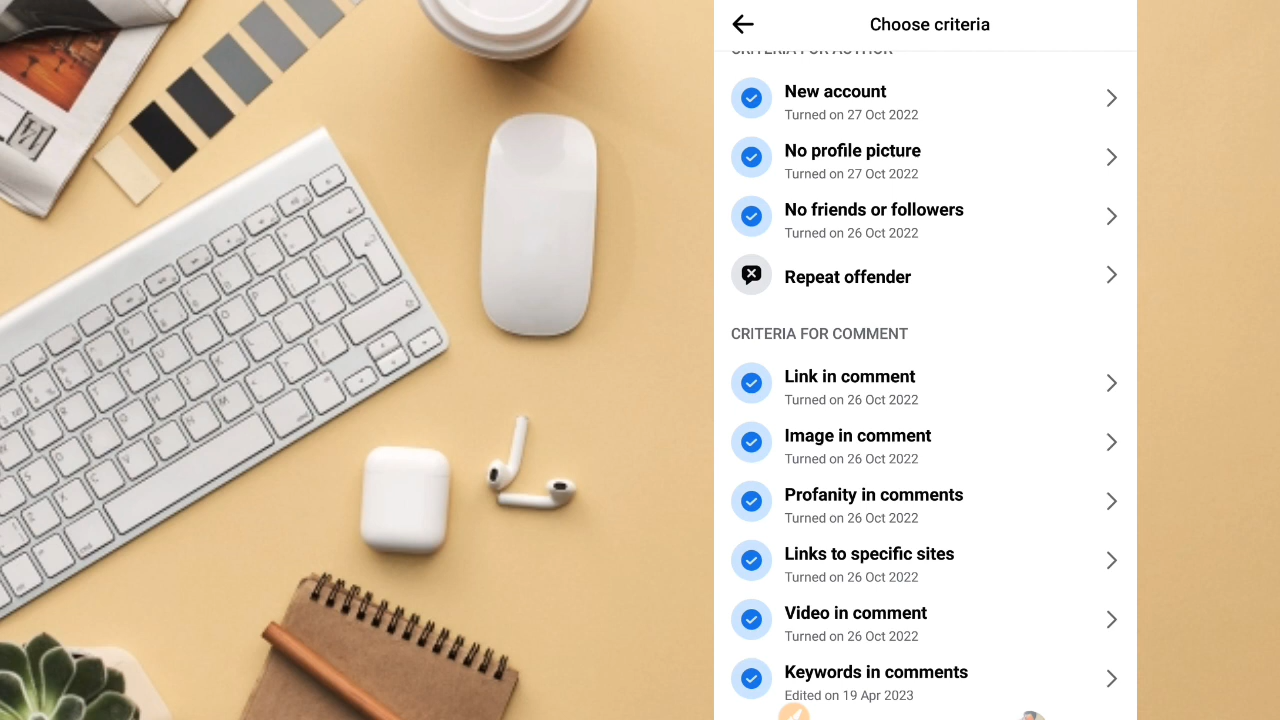 Choose criteria
CRITERIA FOR AUTHOR
New account
Turned on 27 Oct 2022
No profile picture
Turned on 27 Oct 2022
No friends or followers
Turned on 26 Oct 2022
Repeat offender
CRITERIA FOR COMMENT
Link in comment
Turned on 26 Oct 2022
Image in comment
Turned on 26 Oct 2022
Profanity in comments
Turned on 26 Oct 2022
Links to specific sites
Turned on 26 Oct 2022
Video in comment
Turned on 26 Oct 2022
Keywords in comments
Edited on 19 Apr 2023